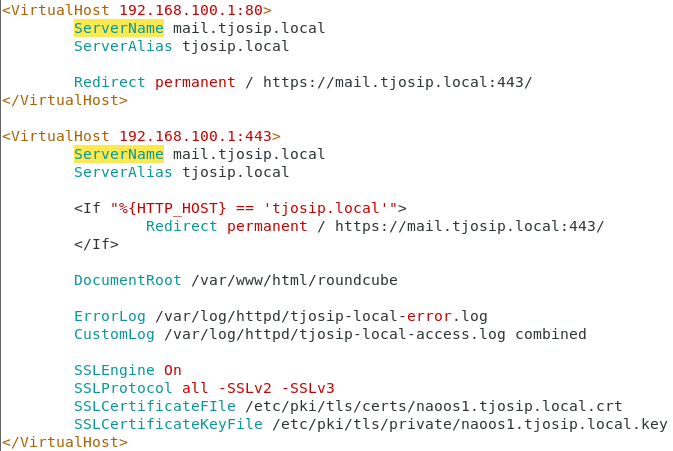 <VirtualHost 192.168.100.1:80>
ServerName mail.tjosip.local
ServerAlias tjosip.local
Redirect permanent / https://mail.tjosip.local:443/
</VirtualHost>
<VirtualHost 192.168.100.1:443>
ServerName mail.tjosip.local
ServerAlias tjosip.local
<If "%{HTTP_HOST} == 'tjosip.local'">
Redirect permanent / https://mail.tjosip.local:443/
</If>
DocumentRoot /var/www/html/roundcube
ErrorLog /var/log/httpd/tjosip-local-error.log
CustomLog /var/log/httpd/tjosip-local-access.log combined
SSLEngine On
SSLProtocol all -SSLv2 -SSLv3
SSLCertificateFIle /etc/pki/tls/certs/naoos1.tjosip.local.crt
SSLCertificateKeyFile /etc/pki/tls/private/naoos1.tjosip.local.key
</VirtualHost>